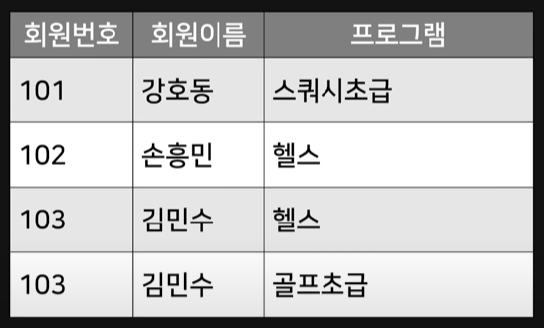 회원번호 회원이름 프로그램
101 강호동 스쿼시초급
102 손흥민 헬스
103 김민수 헬스
103 김민수 골프초급